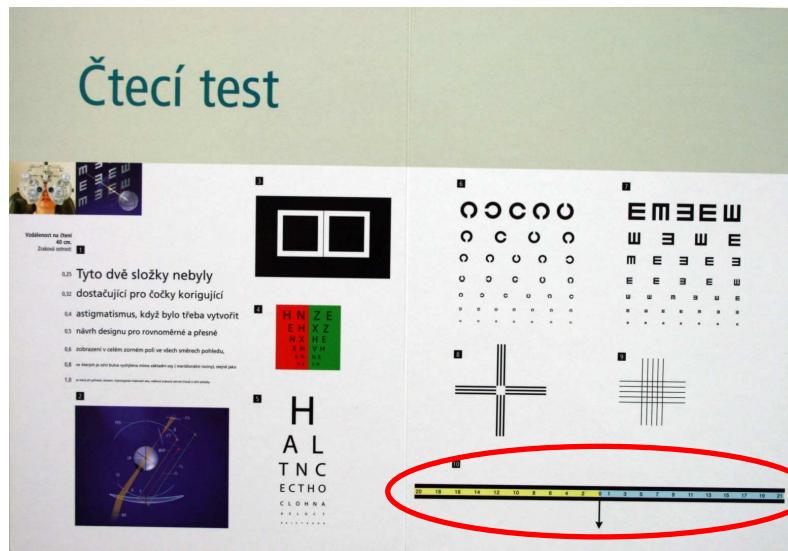 Čtecí test
Vzdálenost na čtení
40 cm.
Zraková ostrost:
1
0,25 Tyto dvě složky nebyly
0,32 dostačující pro čočky korigující
0,4 astigmatismus, když bylo třeba vytvořit
0,5 návrh designu pro rovnoměrné a přesné
0,6 zobrazení v celém zorném poli ve všech směrech pohledu,
0,8
1,0
2
3
4
H N Z E
E H X Z
N X H E
5
H
A L
T N C
E C T H O
C L O H N A
6
7
E m Ǝ E Ш
Ш Ǝ Ш E
m E m Ǝ
8
9
10
20 18 16 14 12 10 8 6 4 2 0 1 3 5 7 9 11 13 15 17 19 21